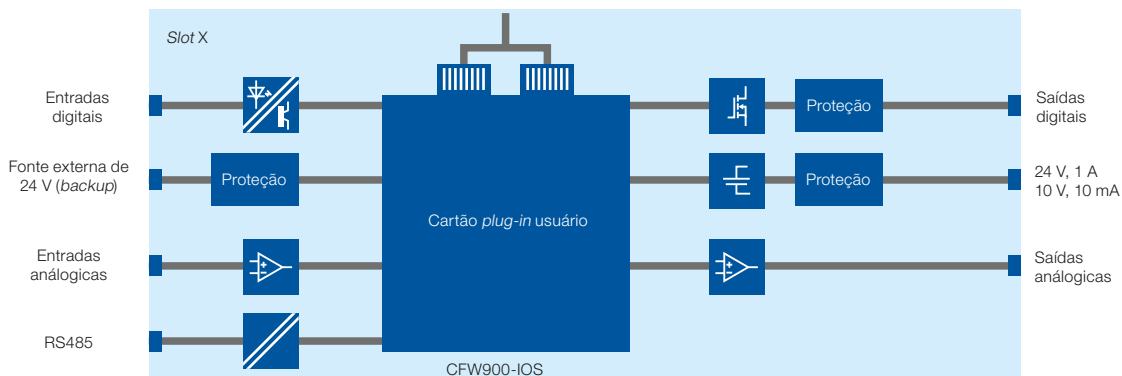 Slot X
Entradas
digitais
Proteção
Saídas
digitais
Fonte externa de
24 V (backup)
Proteção
Proteção
24 V, 1 A
10 V, 10 mA
Cartão plug-in usuário
Entradas
análogicas
Saídas
análogicas
RS485
CFW900-IOS